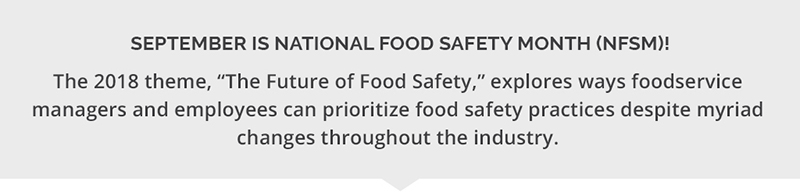 SEPTEMBER IS NATIONAL FOOD SAFETY MONTH (NFSM)!
The 2018 theme, “The Future of Food Safety,” explores ways foodservice
managers and employees can prioritize food safety practices despite myriad
changes throughout the industry.